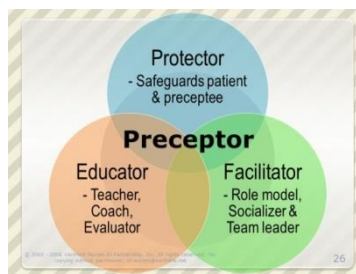 Protector
- Safeguards patient
& preceptee
Preceptor
Educator
- Teacher,
Coach,
Evaluator
Facilitator
- Role model,
Socializer &
Team leader
26